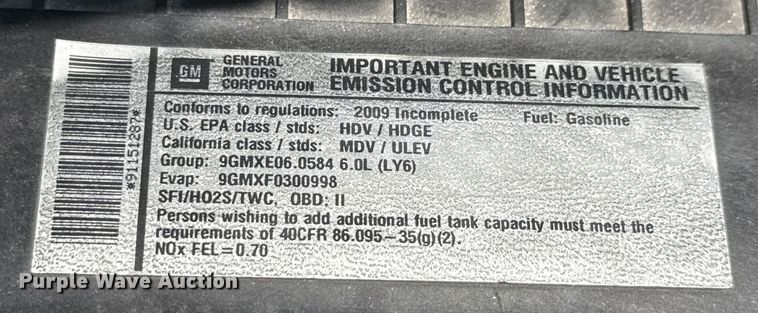 GM
GENERAL MOTORS CORPORATION
IMPORTANT ENGINE AND VEHICLE
EMISSION CONTROL INFORMATION
Conforms to regulations: 2009 Incomplete Fuel: Gasoline
U.S. EPA class / stds: HDV / HDGE
California class / stds: MDV / ULEV
Group: 9GMXE06.0584 6.0L (LY6)
Evap: 9GMXF0300998
SFI/HO2S/TWC, OBD: II
Persons wishing to add additional fuel tank capacity must meet the
requirements of 40CFR 86.095-35(g)(2).
NOx FEL=0.70
*91151287*
Purple Wave Auction